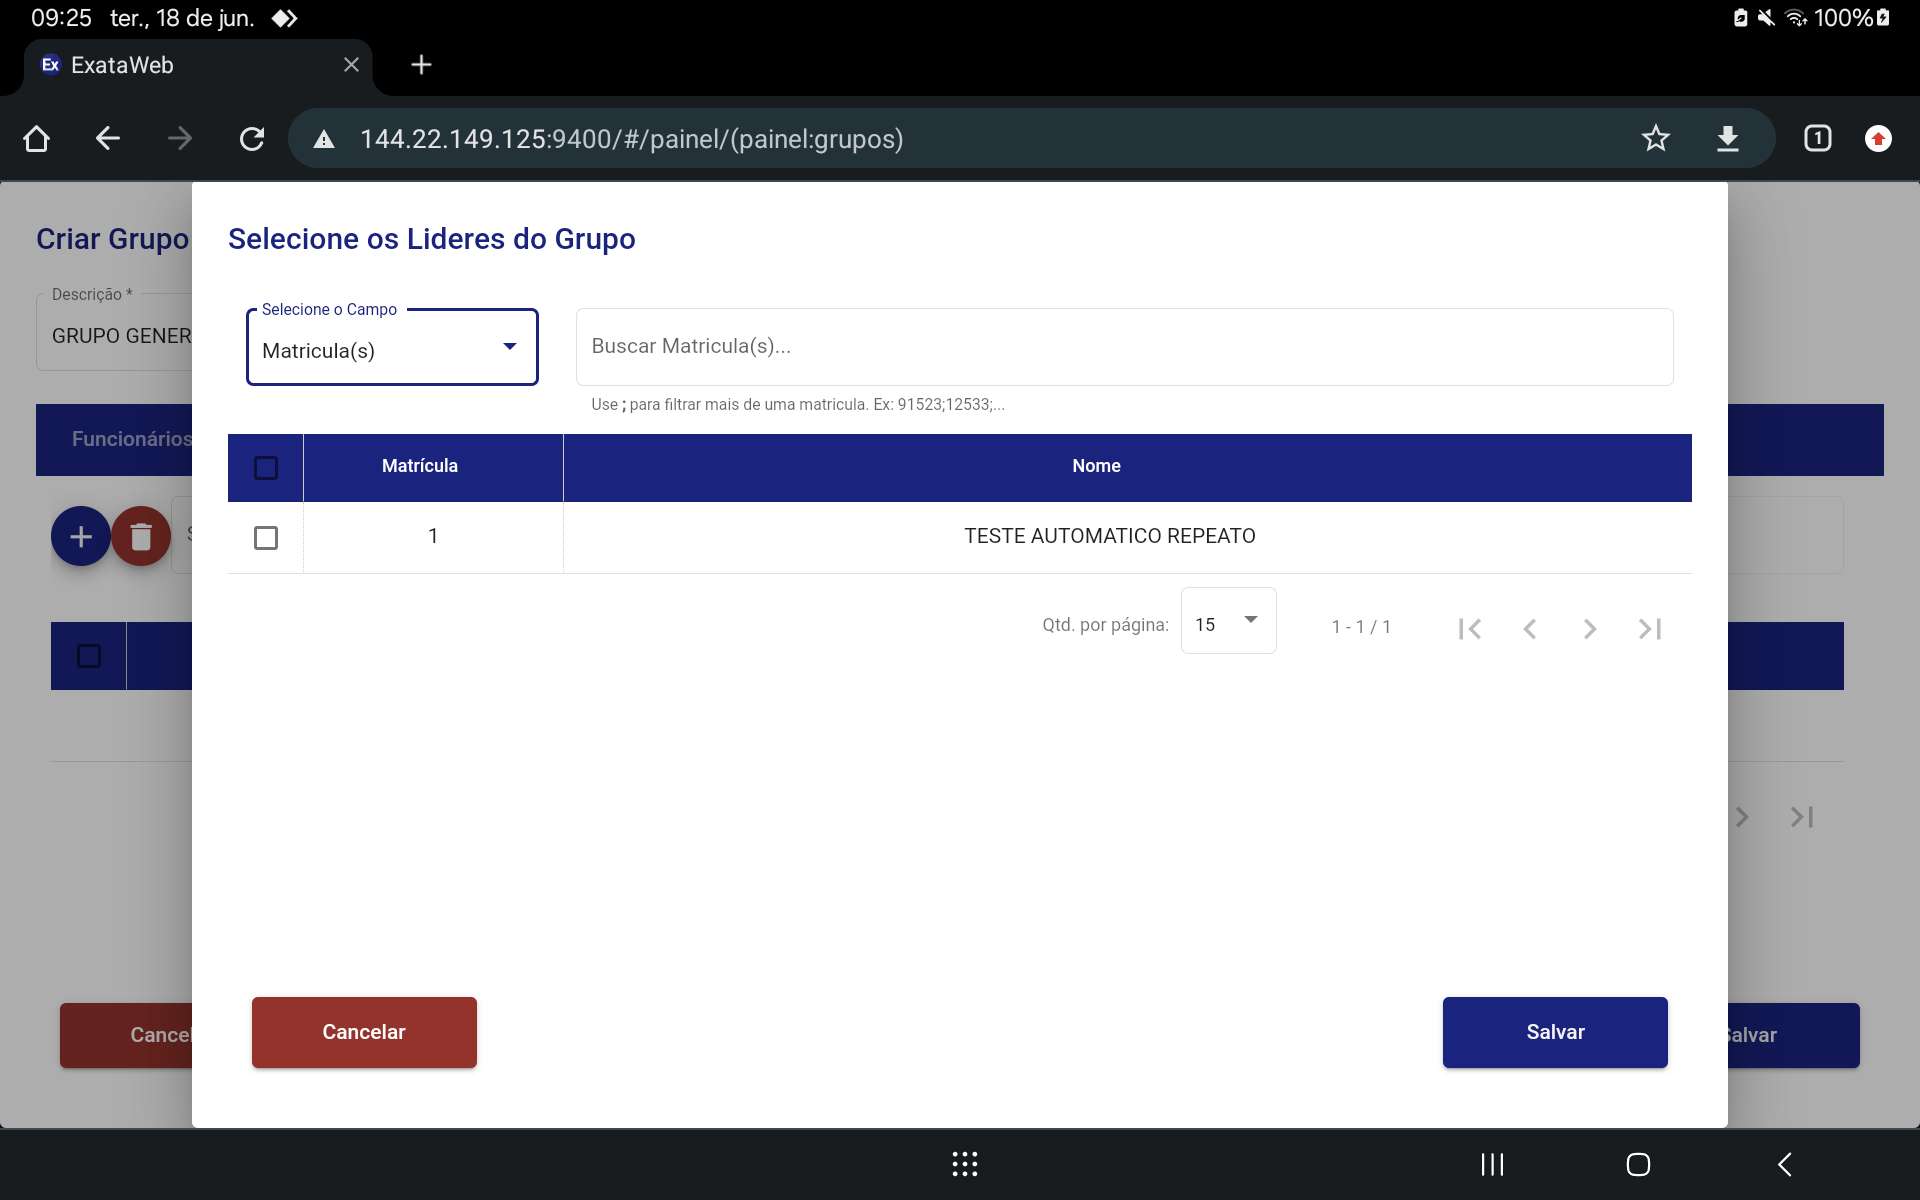 09:25 ter., 18 de jun.
100%
Ex ExataWeb
144.22.149.125:9400/#/painel/(painel:grupos)
1
Criar Grupo
Selecione os Lideres do Grupo
Descrição *
GRUPO GENER
Selecione o Campo
Matricula(s)
Buscar Matricula(s)...
Use ; para filtrar mais de uma matricula. Ex: 91523;12533;...
Funcionários
Matrícula
Nome
1
TESTE AUTOMATICO REPEATO
Qtd. por página:
15
1 - 1 / 1
Cancel
Cancelar
Salvar
Salvar